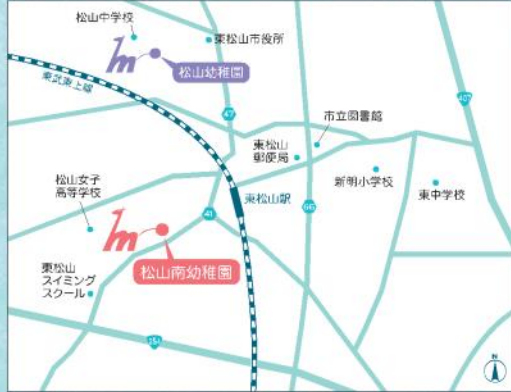 松山中学校
東松山市役所
松山幼稚園
東武東上線
47
407
市立図書館
東松山
郵便局
新明小学校
東中学校
松山女子
高等学校
東松山駅
41
66
松山南幼稚園
東松山
スイミング
スクール
254
N